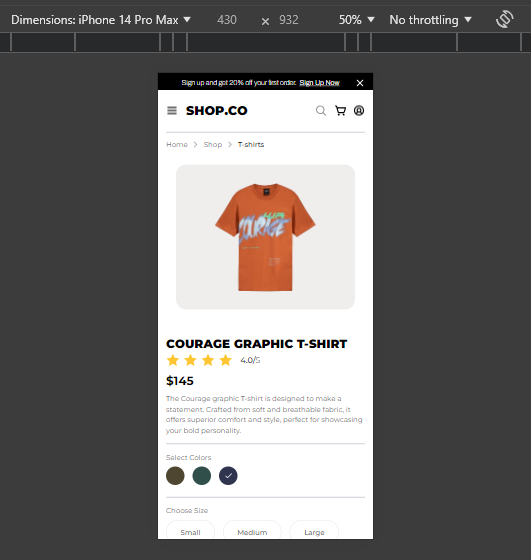 Dimensions: iPhone 14 Pro Max 430 × 932 50% No throttling
Sign up and get 20% off your first order. Sign Up Now
SHOP.CO
Home > Shop > T-shirts
COURAGE
COURAGE GRAPHIC T-SHIRT
4.0/5
$145
The Courage graphic T-shirt is designed to make a
statement. Crafted from soft and breathable fabric, it
offers superior comfort and style, perfect for showcasing
your bold personality.
Select Colors
Choose Size
Small Medium Large